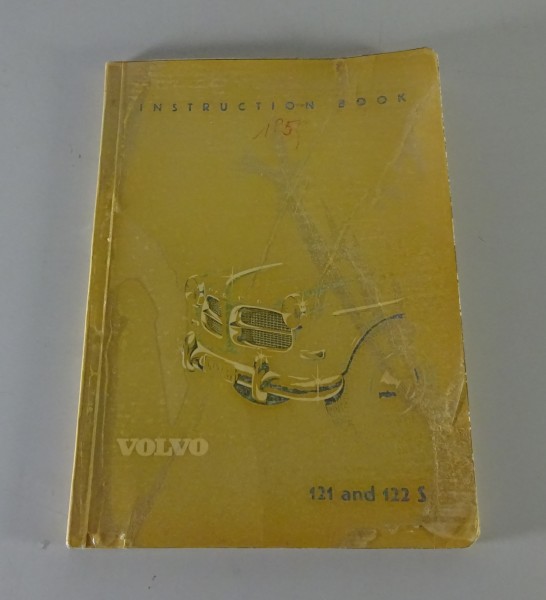 INSTRUCTION BOOK
VOLVO
121 and 122 S